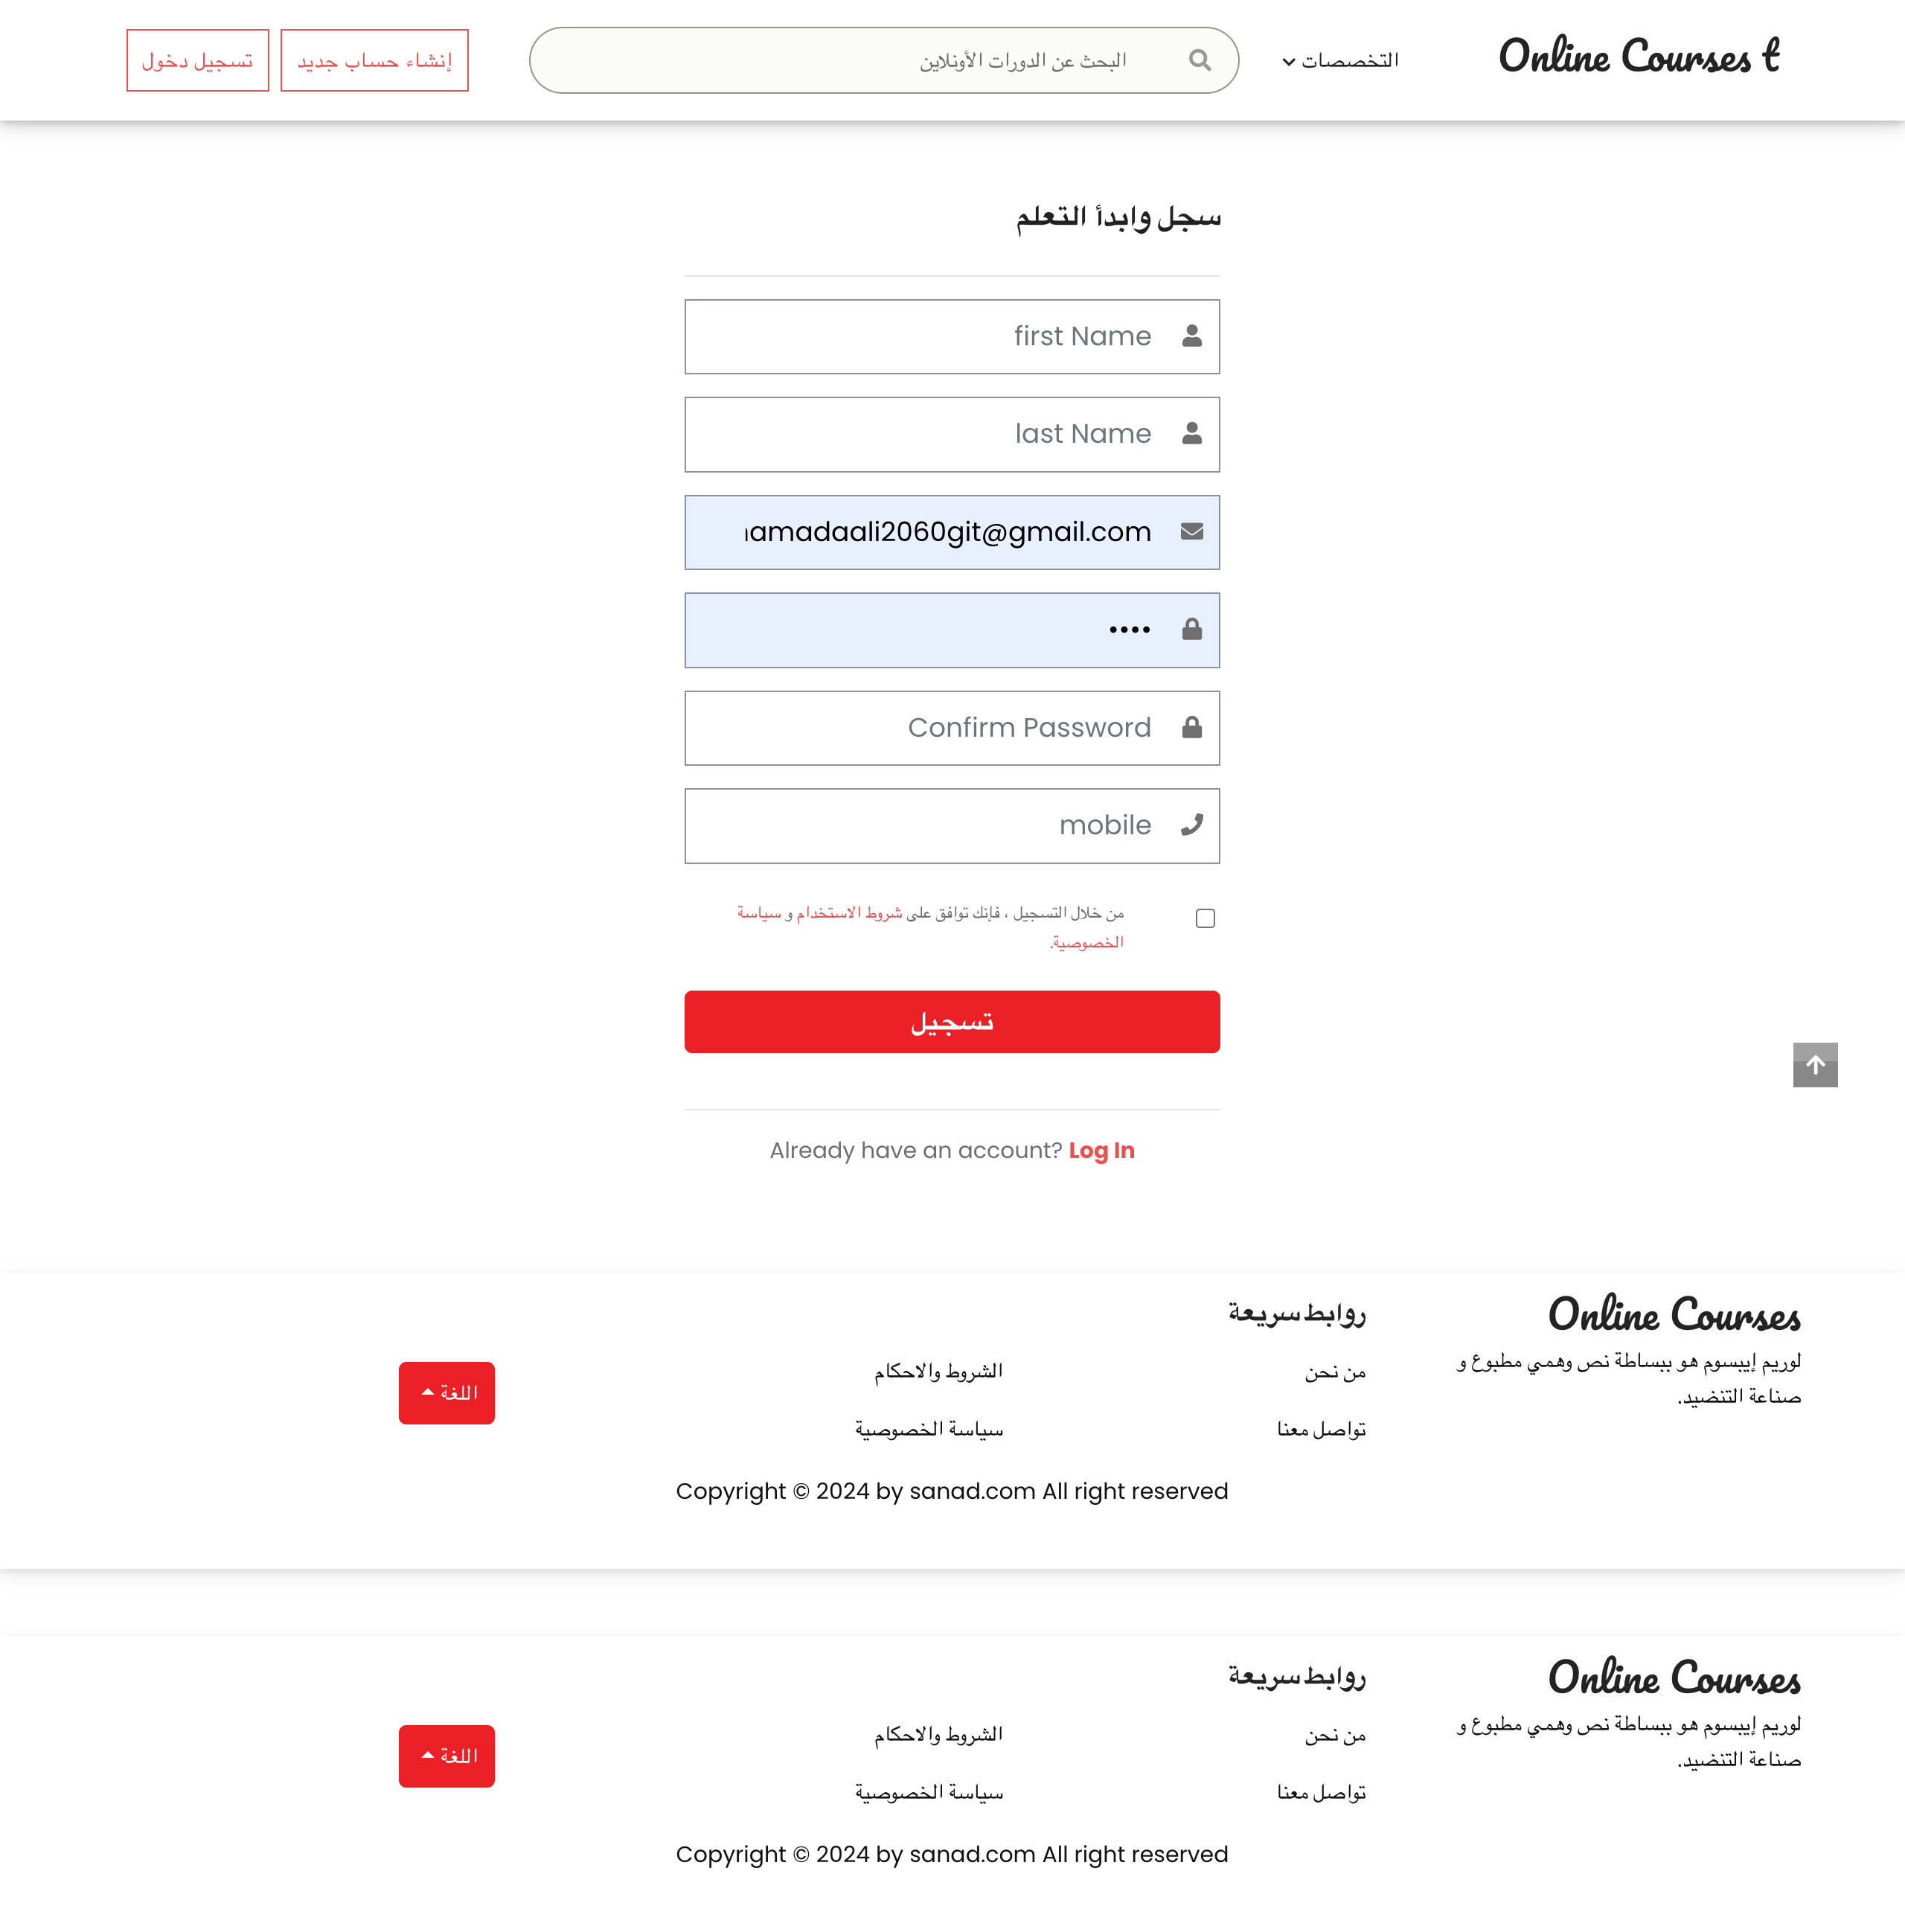 Online Courses t
التخصصات
البحث عن الدورات الأونلاين
إنشاء حساب جديد
تسجيل دخول
سجل وابدأ التعلم
first Name
last Name
amadaali2060git@gmail.com
••••
Confirm Password
mobile
من خلال التسجيل ، فإنك توافق على شروط الاستخدام و سياسة
الخصوصية.
تسجيل
Already have an account? Log In
Online Courses
لوريم إيبسوم هو ببساطة نص وهمي مطبوع و
صناعة التنضيد.
روابط سريعة
من نحن
الشروط والاحكام
تواصل معنا
سياسة الخصوصية
اللغة
Copyright © 2024 by sanad.com All right reserved
Online Courses
لوريم إيبسوم هو ببساطة نص وهمي مطبوع و
صناعة التنضيد.
روابط سريعة
من نحن
الشروط والاحكام
تواصل معنا
سياسة الخصوصية
اللغة
Copyright © 2024 by sanad.com All right reserved